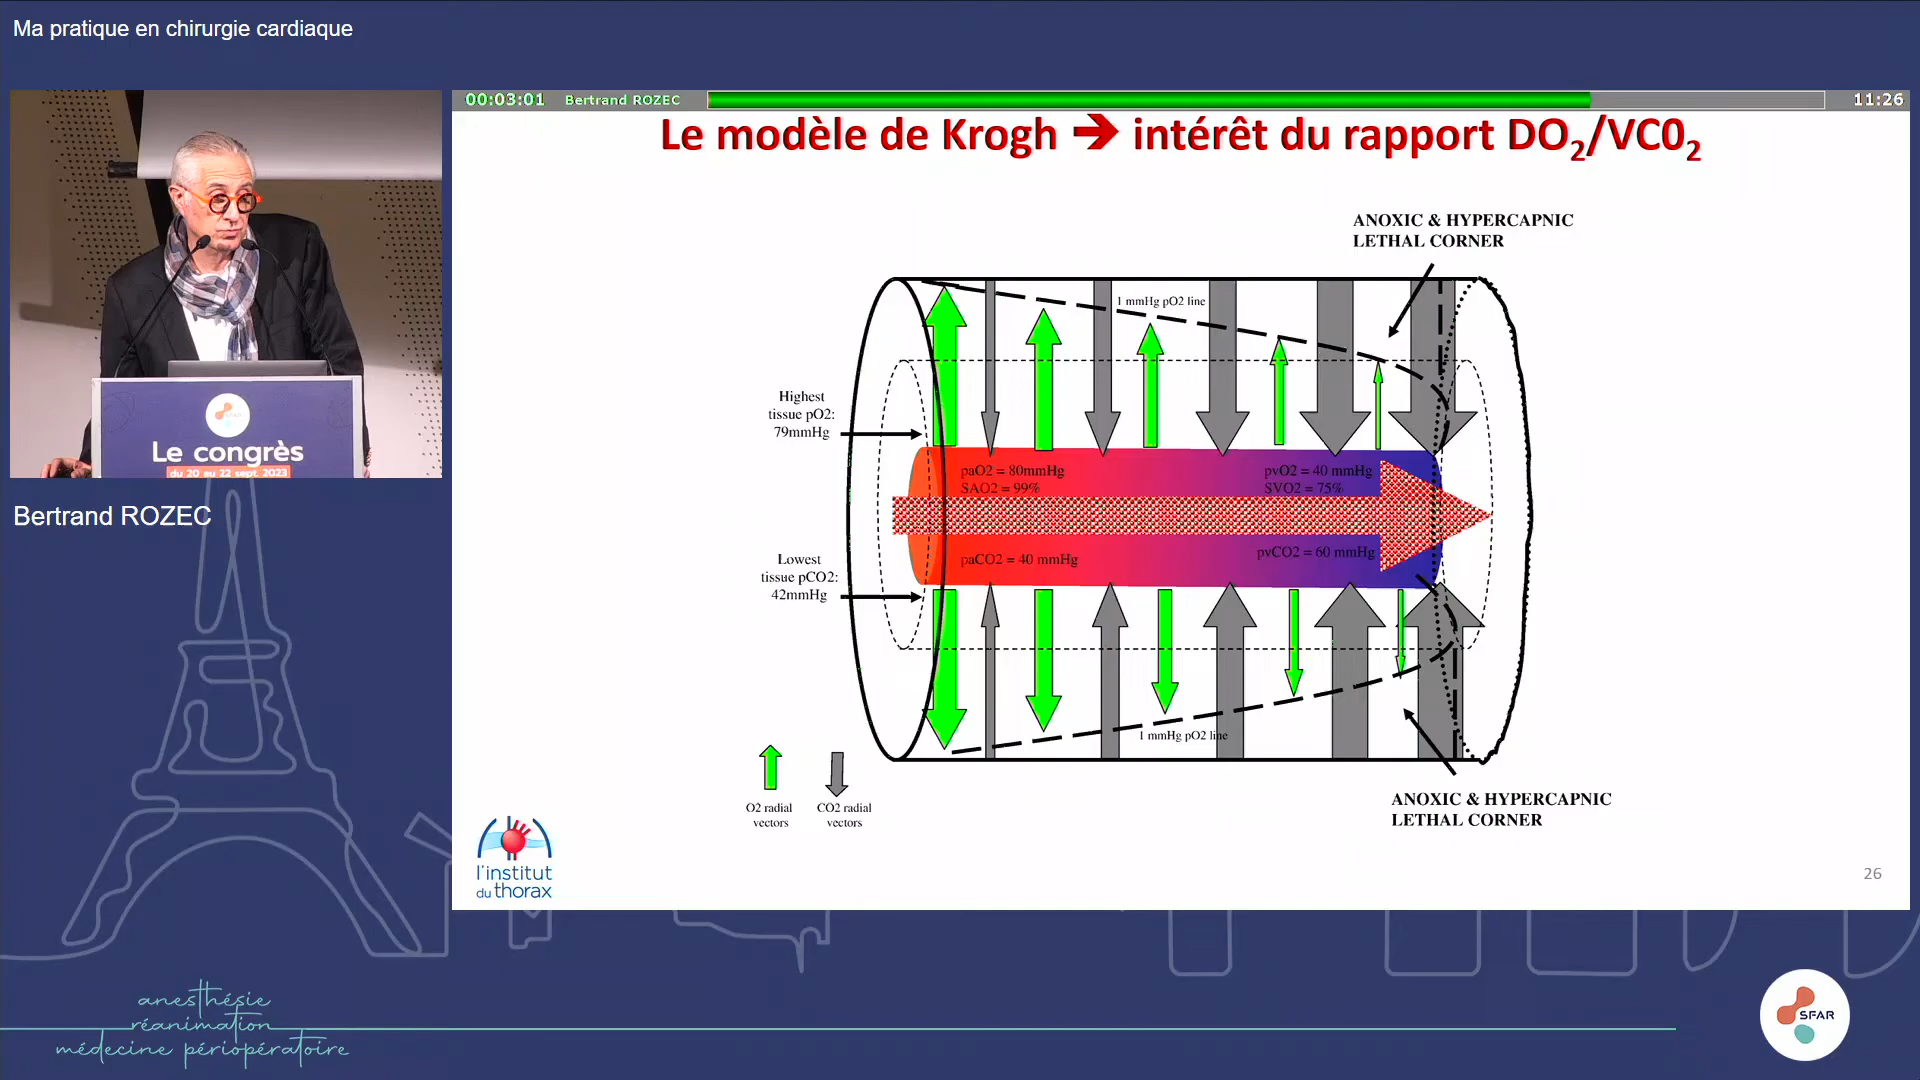 Ma pratique en chirurgie cardiaque
00:03:01 Bertrand ROZEC 11:26
Le modèle de Krogh ➔ intérêt du rapport DO2/VC02
ANOXIC & HYPERCAPNIC
LETHAL CORNER
1 mmHg pO2 line
Highest
tissue pO2:
79mmHg
paO2 = 80mmHg
SAO2 = 99%
pvO2 = 40 mmHg
SVO2 = 75%
Lowest
tissue pCO2:
42mmHg
paCO2 = 40 mmHg
pvCO2 = 60 mmHg
1 mmHg pO2 line
O2 radial
vectors
CO2 radial
vectors
ANOXIC & HYPERCAPNIC
LETHAL CORNER
l'institut
du thorax
26
SFAR
Le congrès
du 20 au 22 sept. 2023
Bertrand ROZEC
anesthésie
réanimation
médecine périopératoire
SFAR